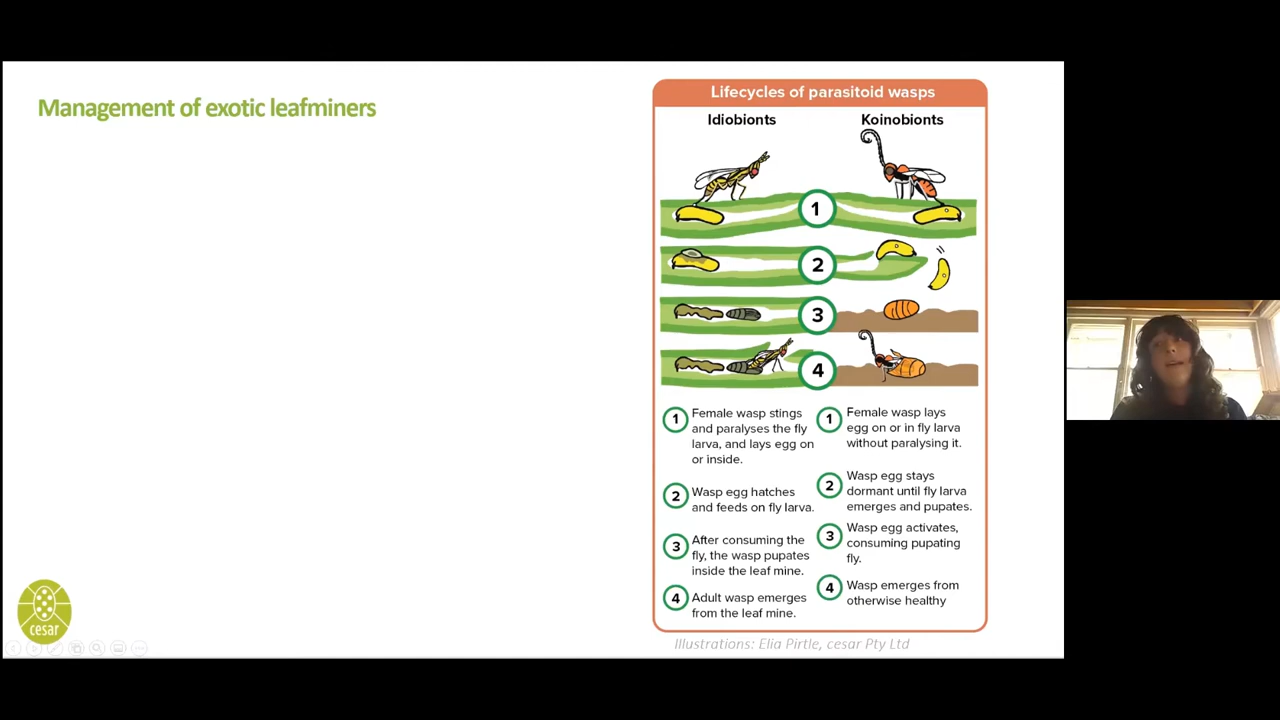 Management of exotic leafminers
Lifecycles of parasitoid wasps
Idiobionts
Koinobionts
1
2
3
4
1 Female wasp stings
and paralyses the fly
larva, and lays egg on
or inside.
2 Wasp egg hatches
and feeds on fly larva.
3 After consuming the
fly, the wasp pupates
inside the leaf mine.
4 Adult wasp emerges
from the leaf mine.
1 Female wasp lays
egg on or in fly larva
without paralysing it.
2 Wasp egg stays
dormant until fly larva
emerges and pupates.
3 Wasp egg activates,
consuming pupating
fly.
4 Wasp emerges from
otherwise healthy
Illustrations: Elia Pirtle, cesar Pty Ltd
cesar